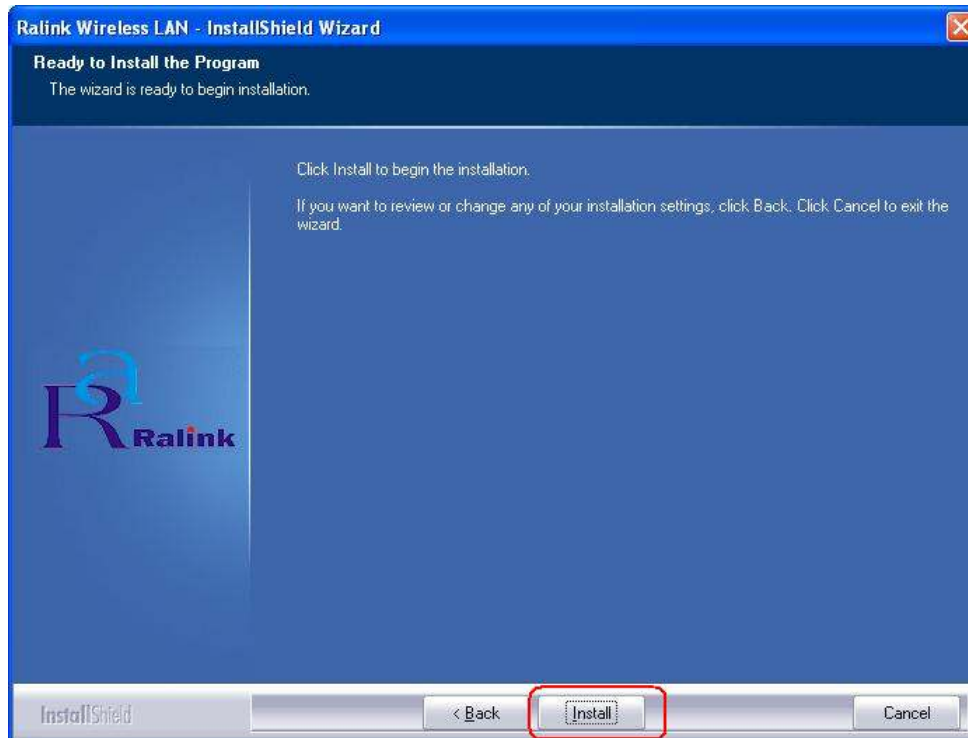 Ralink Wireless LAN - InstallShield Wizard
Ready to Install the Program
The wizard is ready to begin installation.
Click Install to begin the installation.
If you want to review or change any of your installation settings, click Back. Click Cancel to exit the
wizard.
Ra
Ralink
InstallShield
< Back
Install
Cancel